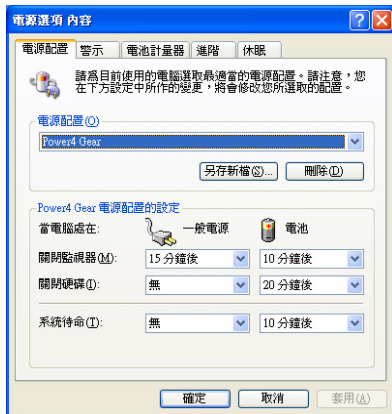 電源選項 內容
電源配置 警示 電池計量器 進階 休眠
請為目前使用的電腦選取最適當的電源配置。請注意，您
在下方設定中所作的變更，將會修改您所選取的配置。
電源配置(O)
Power4 Gear
另存新檔(S)... 刪除(D)
Power4 Gear 電源配置的設定
當電腦處在: 一般電源 電池
關閉監視器(M): 15 分鐘後 10 分鐘後
關閉硬碟(I): 無 20 分鐘後
系統待命(T): 無 10 分鐘後
確定 取消 套用(A)